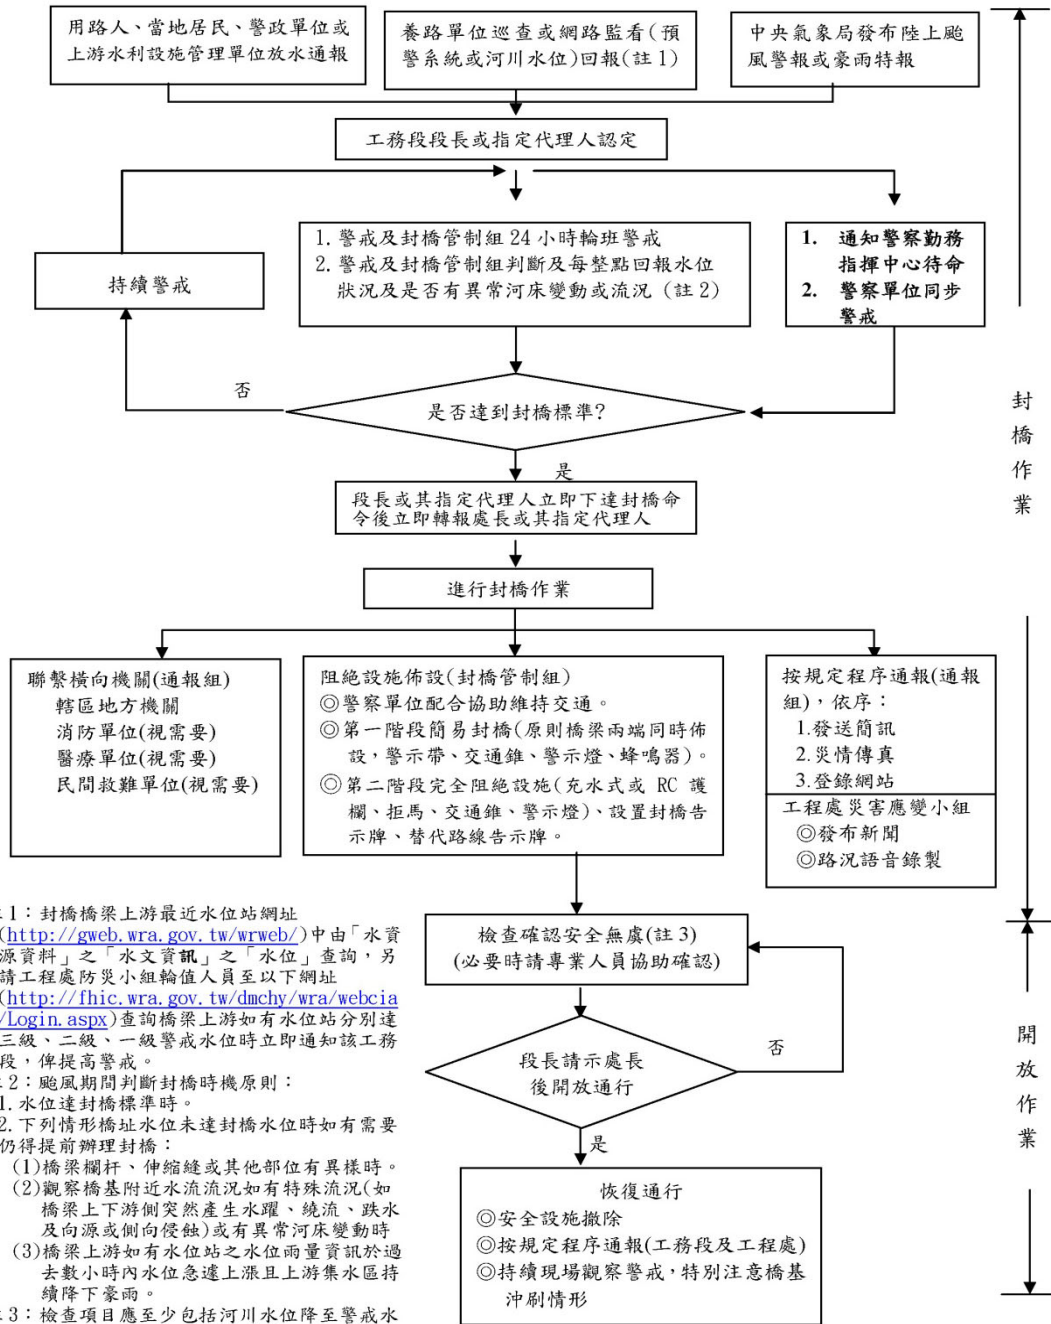 用路人、當地居民、警政單位或
上游水利設施管理單位放水通報
養路單位巡查或網路監看(預
警系統或河川水位)回報(註1)
中央氣象局發布陸上颱
風警報或豪雨特報
工務段段長或指定代理人認定
持續警戒
1. 警戒及封橋管制組 24 小時輪班警戒
2. 警戒及封橋管制組判斷及每整點回報水位
狀況及是否有異常河床變動或流況（註2）
1. 通知警察勤務
指揮中心待命
2. 警察單位同步
警戒
否
是否達到封橋標準?
是
段長或其指定代理人立即下達封橋命
令後立即轉報處長或其指定代理人
進行封橋作業
封橋作業
聯繫橫向機關(通報組)
轄區地方機關
消防單位(視需要)
醫療單位(視需要)
民間救難單位(視需要)
阻絕設施佈設(封橋管制組)
◎警察單位配合協助維持交通。
◎第一階段簡易封橋(原則橋梁兩端同時佈
設，警示帶、交通錐、警示燈、蜂鳴器)。
◎第二階段完全阻絕設施(充水式或 RC 護
欄、拒馬、交通錐、警示燈)、設置封橋告
示牌、替代路線告示牌。
按規定程序通報(通報
組)，依序：
1.發送簡訊
2.災情傳真
3.登錄網站
工程處災害應變小組
◎發布新聞
◎路況語音錄製
1：封橋橋梁上游最近水位站網址
(http://gweb.wra.gov.tw/wrweb/)中由「水資
源資料」之「水文資訊」之「水位」查詢，另
請工程處防災小組輪值人員至以下網址
(http://fhic.wra.gov.tw/dmchy/wra/webcia
/Login.aspx)查詢橋梁上游如有水位站分別達
三級、二級、一級警戒水位時立即通知該工務
段，俾提高警戒。
2：颱風期間判斷封橋時機原則：
1.水位達封橋標準時。
2.下列情形橋址水位未達封橋水位時如有需要
仍得提前辦理封橋：
(1)橋梁欄杆、伸縮縫或其他部位有異樣時。
(2)觀察橋基附近水流流況如有特殊流況(如
橋梁上下游側突然產生水躍、繞流、跌水
及向源或側向侵蝕)或有異常河床變動時
(3)橋梁上游如有水位站之水位雨量資訊於過
去數小時內水位急遽上漲且上游集水區持
續降下豪雨。
3：檢查項目應至少包括河川水位降至警戒水
檢查確認安全無虞(註3)
(必要時請專業人員協助確認)
段長請示處長
後開放通行
否
是
恢復通行
◎安全設施撤除
◎按規定程序通報(工務段及工程處)
◎持續現場觀察警戒，特別注意橋基
沖刷情形
開放作業